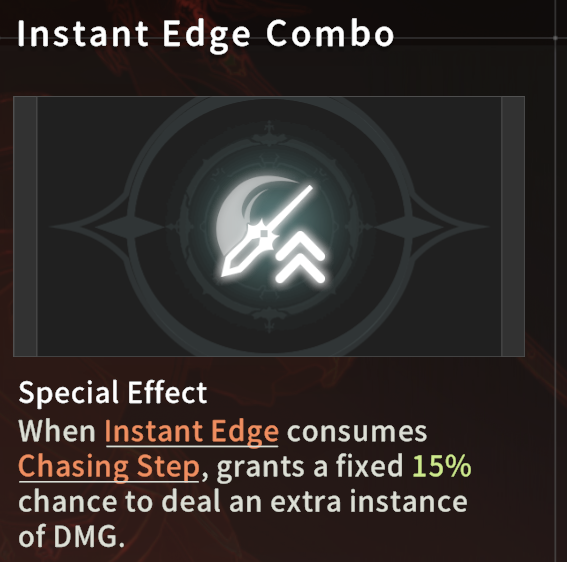 Instant Edge Combo
Special Effect
When Instant Edge consumes
Chasing Step, grants a fixed 15%
chance to deal an extra instance
of DMG.